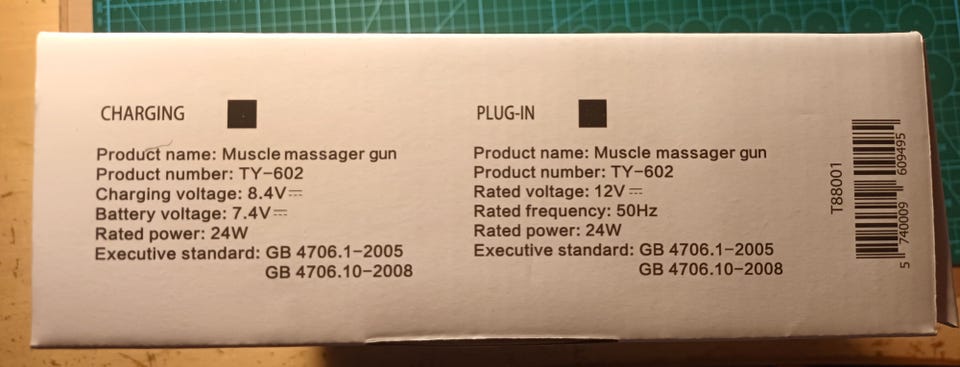 CHARGING
Product name: Muscle massager gun
Product number: TY-602
Charging voltage: 8.4V⎓
Battery voltage: 7.4V⎓
Rated power: 24W
Executive standard: GB 4706.1-2005
GB 4706.10-2008
PLUG-IN
Product name: Muscle massager gun
Product number: TY-602
Rated voltage: 12V⎓
Rated frequency: 50Hz
Rated power: 24W
Executive standard: GB 4706.1-2005
GB 4706.10-2008
T88001
5 740009 609495